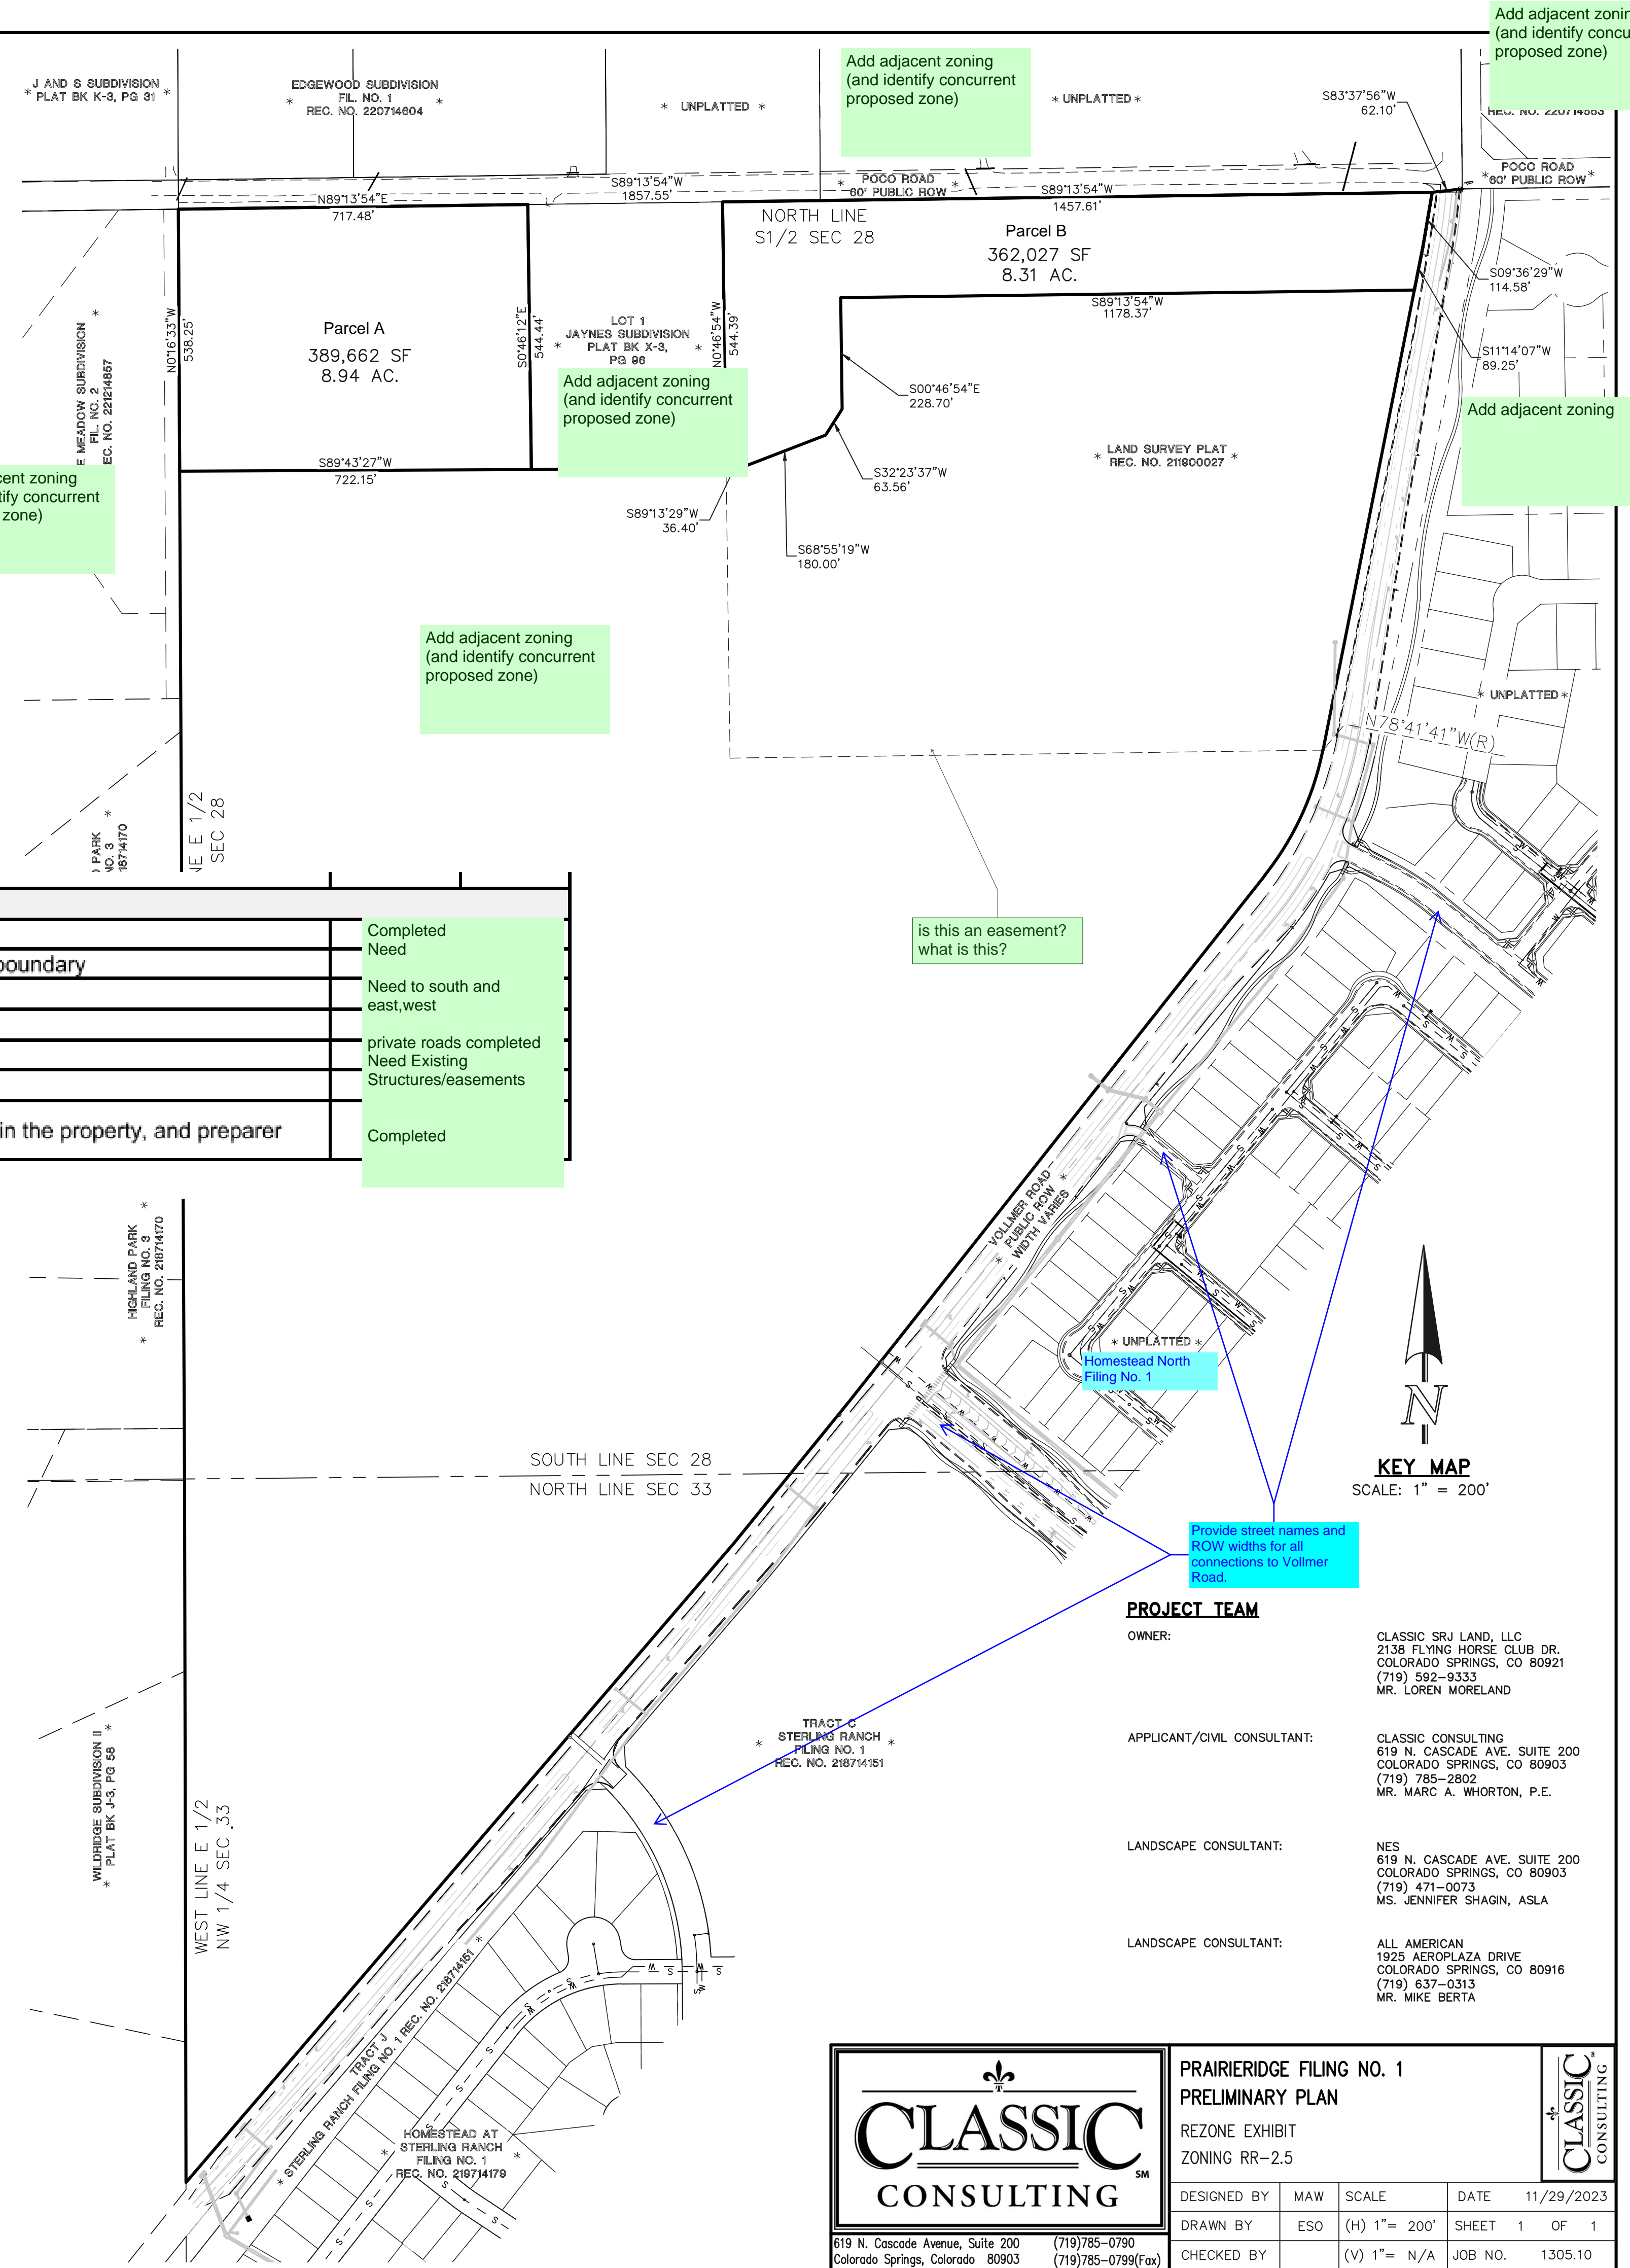 Add adjacent zoning
(and identify concurrent
proposed zone)
Add adjacent
(and identify
proposed zone)
* J AND S SUBDIVISION *
PLAT BK K-3, PG 31
EDGEWOOD SUBDIVISION
* FIL. NO. 1 *
REC. NO. 220714604
* UNPLATTED *
* UNPLATTED *
S83°37'56"W
62.10'
REC. NO. 220714653
POCO ROAD
*60' PUBLIC ROW*
N89°13'54"E
717.48'
S89°13'54"W
1857.55'
* POCO ROAD *
60' PUBLIC ROW
S89°13'54"W
1457.61'
NORTH LINE
S1/2 SEC 28
Parcel B
362,027 SF
8.31 AC.
S09°36'29"W
114.58'
S89°13'54"W
1178.37'
N0°16'33"W
538.25'
Parcel A
389,662 SF
8.94 AC.
S0°46'12"E
544.44'
LOT 1
JAYNES SUBDIVISION
* PLAT BK X-3, *
PG 96
N0°46'54"W
544.39'
S11°14'07"W
89.25'
MEADOW SUBDIVISION *
FIL. NO. 2
REC. NO. 221214857
Add adjacent zoning
(and identify concurrent
proposed zone)
S00°46'54"E
228.70'
Add adjacent zoning
* LAND SURVEY PLAT *
REC. NO. 211900027
S89°43'27"W
722.15'
S32°23'37"W
63.56'
zoning
concurrent
zone)
S89°13'29"W
36.40'
S68°55'19"W
180.00'
Add adjacent zoning
(and identify concurrent
proposed zone)
* UNPLATTED *
N78°41'41"W(R)
PARK *
NO. 3
E 1/2
SEC 28
is this an easement?
what is this?
Completed
Need
boundary
Need to south and
east,west
private roads completed
Need Existing
Structures/easements
in the property, and preparer
Completed
* VOLLMER ROAD *
PUBLIC ROW
WIDTH VARIES
HIGHLAND PARK
* FILING NO. 3 *
REC. NO. 218714170
* UNPLATTED *
Homestead North
Filing No. 1
N
KEY MAP
SCALE: 1" = 200'
SOUTH LINE SEC 28
NORTH LINE SEC 33
Provide street names and
ROW widths for all
connections to Vollmer
Road.
PROJECT TEAM
OWNER:
CLASSIC SRJ LAND, LLC
2138 FLYING HORSE CLUB DR.
COLORADO SPRINGS, CO 80921
(719) 592-9333
MR. LOREN MORELAND
TRACT C
* STERLING RANCH *
FILING NO. 1
REC. NO. 218714151
APPLICANT/CIVIL CONSULTANT:
CLASSIC CONSULTING
619 N. CASCADE AVE. SUITE 200
COLORADO SPRINGS, CO 80903
(719) 785-2802
MR. MARC A. WHORTON, P.E.
* WILDRIDGE SUBDIVISION II *
PLAT BK J-3, PG 58
WEST LINE E 1/2
NW 1/4 SEC 33
LANDSCAPE CONSULTANT:
NES
619 N. CASCADE AVE. SUITE 200
COLORADO SPRINGS, CO 80903
(719) 471-0073
MS. JENNIFER SHAGIN, ASLA
LANDSCAPE CONSULTANT:
ALL AMERICAN
1925 AEROPLAZA DRIVE
COLORADO SPRINGS, CO 80916
(719) 637-0313
MR. MIKE BERTA
TRACT J
* STERLING RANCH FILING NO. 1 REC. NO. 218714151 *
HOMESTEAD AT
* STERLING RANCH *
FILING NO. 1
REC. NO. 219714179
CLASSIC SM
CONSULTING
619 N. Cascade Avenue, Suite 200 (719)785-0790
Colorado Springs, Colorado 80903 (719)785-0799(Fax)
PRAIRIERIDGE FILING NO. 1
PRELIMINARY PLAN
REZONE EXHIBIT
ZONING RR-2.5
CLASSIC
CONSULTING
DESIGNED BY MAW SCALE DATE 11/29/2023
DRAWN BY ESO (H) 1"= 200' SHEET 1 OF 1
CHECKED BY (V) 1"= N/A JOB NO. 1305.10